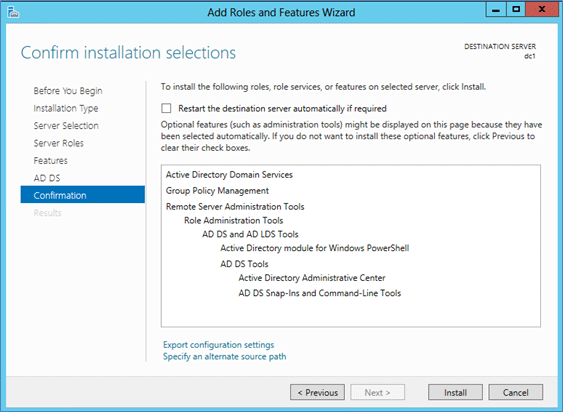 Add Roles and Features Wizard
Confirm installation selections
DESTINATION SERVER
dc1
Before You Begin
Installation Type
Server Selection
Server Roles
Features
AD DS
Confirmation
Results
To install the following roles, role services, or features on selected server, click Install.
Restart the destination server automatically if required
Optional features (such as administration tools) might be displayed on this page because they have
been selected automatically. If you do not want to install these optional features, click Previous to
clear their check boxes.
Active Directory Domain Services
Group Policy Management
Remote Server Administration Tools
Role Administration Tools
AD DS and AD LDS Tools
Active Directory module for Windows PowerShell
AD DS Tools
Active Directory Administrative Center
AD DS Snap-Ins and Command-Line Tools
Export configuration settings
Specify an alternate source path
< Previous
Next >
Install
Cancel